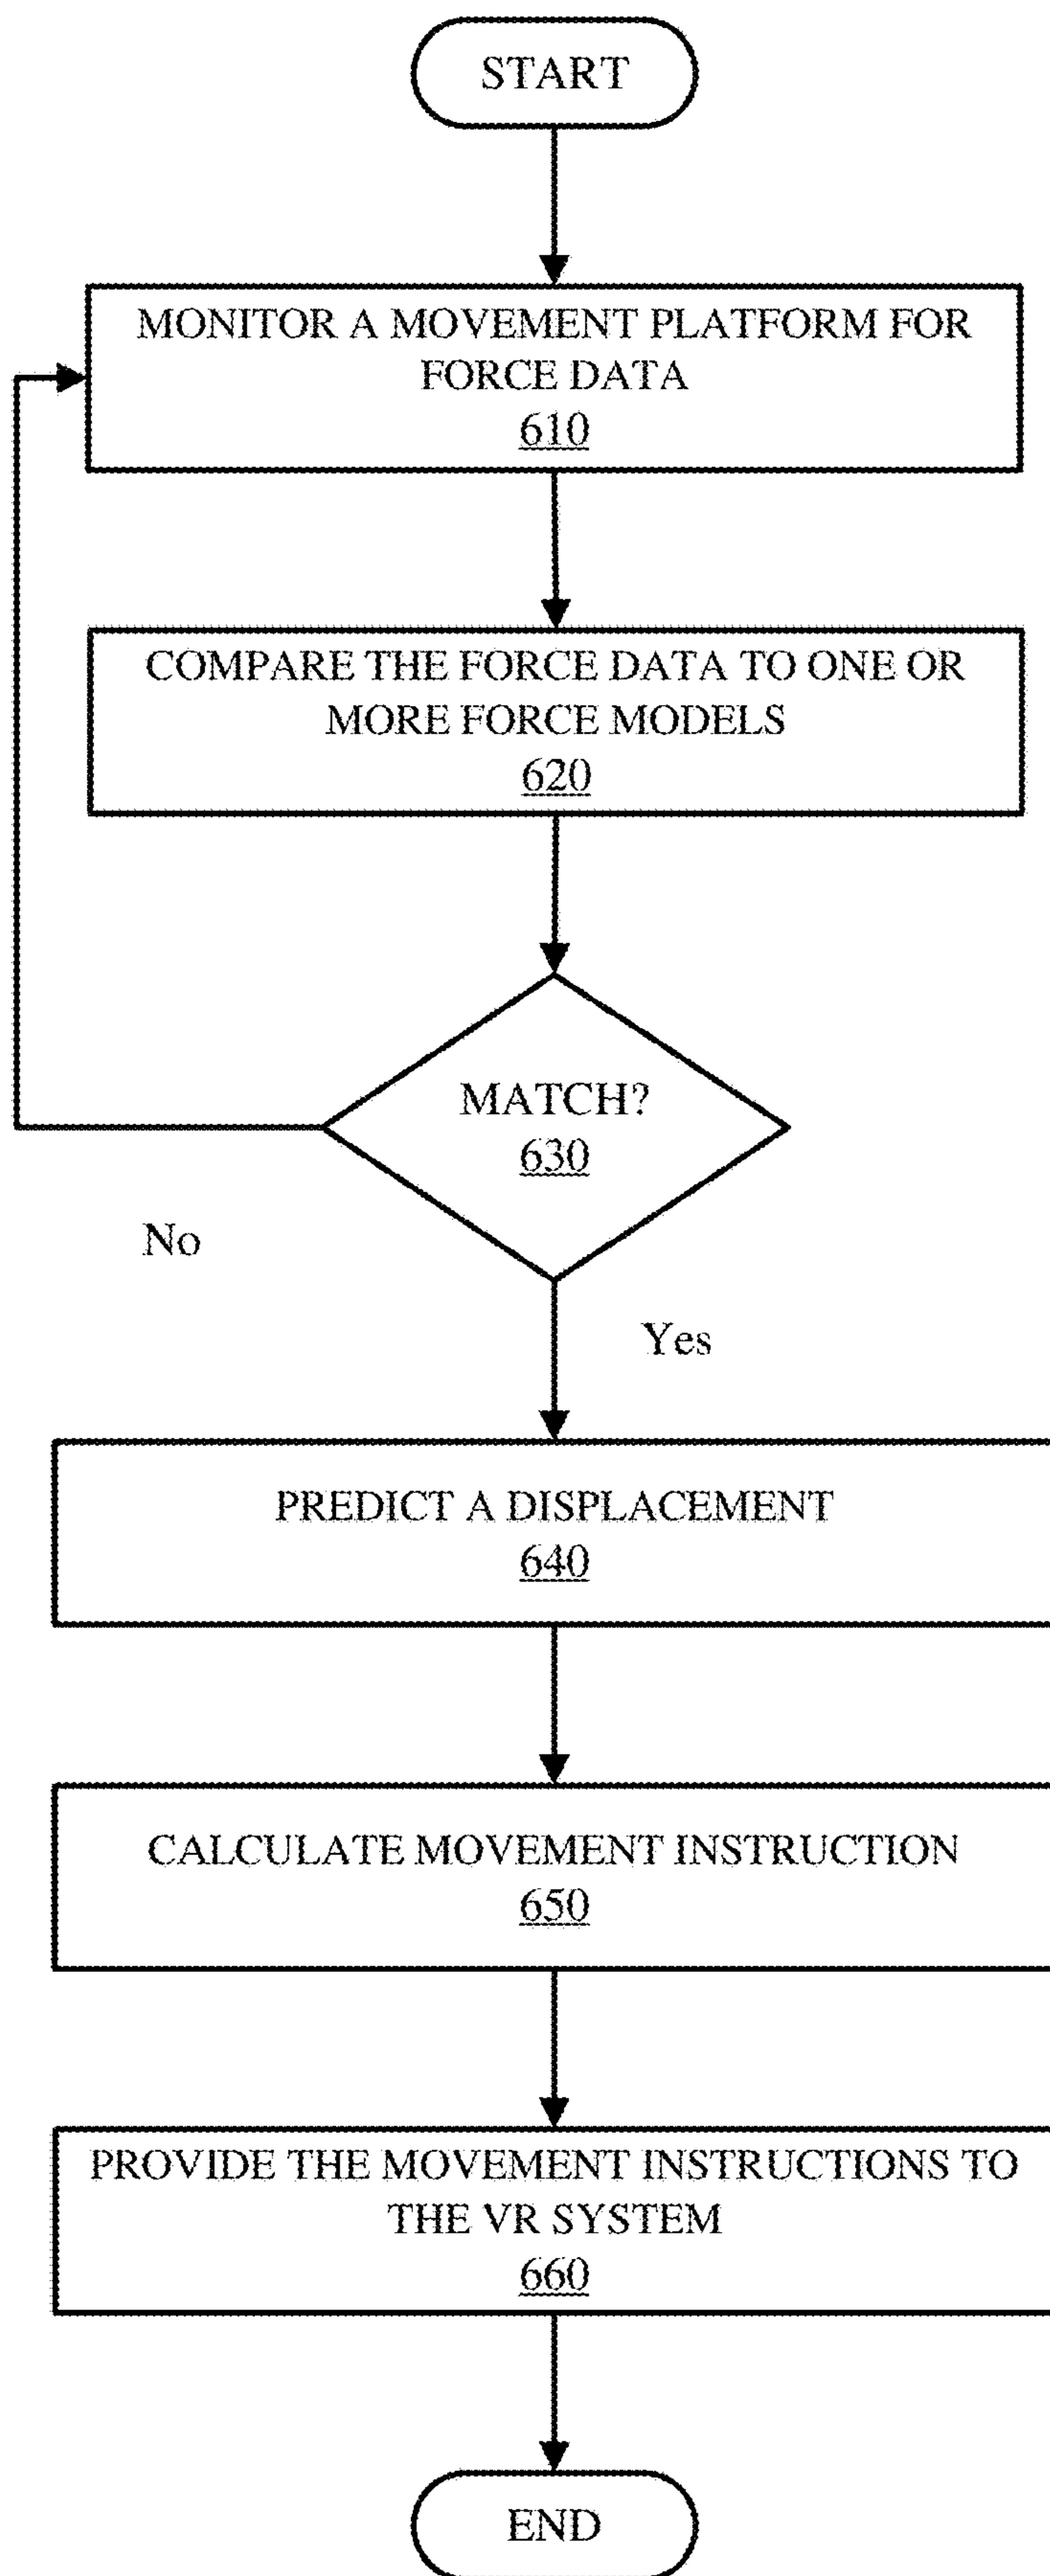 START
MONITOR A MOVEMENT PLATFORM FOR
FORCE DATA
610
COMPARE THE FORCE DATA TO ONE OR
MORE FORCE MODELS
620
MATCH?
630
No
Yes
PREDICT A DISPLACEMENT
640
CALCULATE MOVEMENT INSTRUCTION
650
PROVIDE THE MOVEMENT INSTRUCTIONS TO
THE VR SYSTEM
660
END